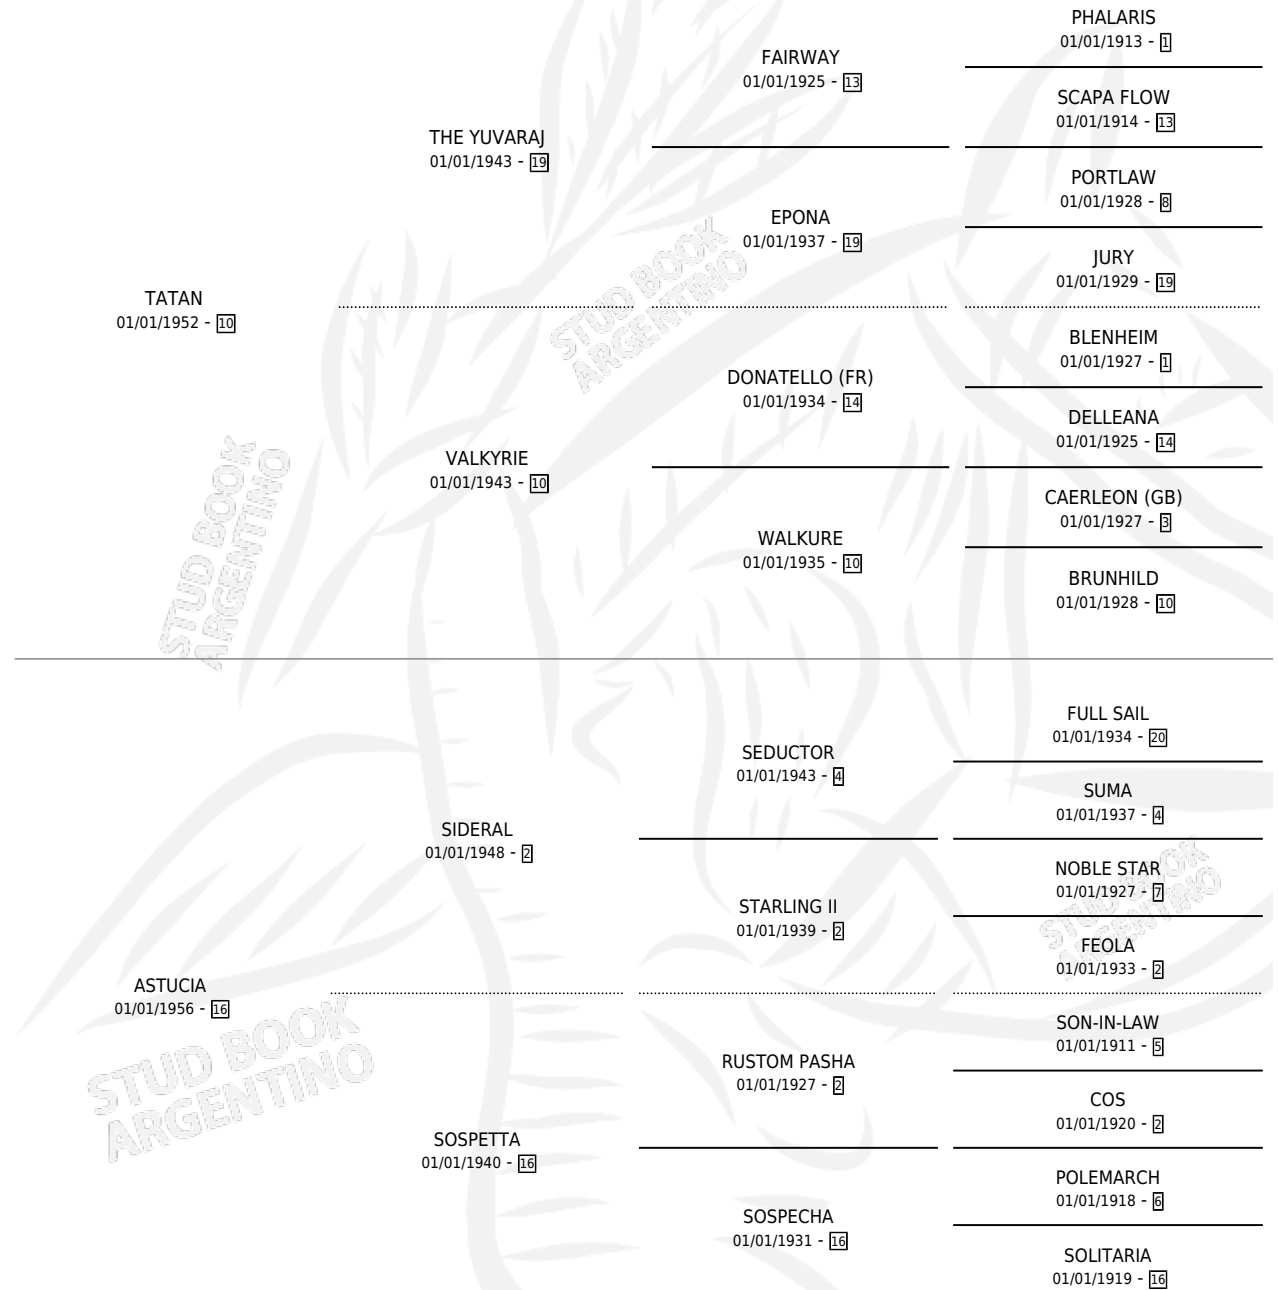 PHALARIS
01/01/1913 - 1
FAIRWAY
01/01/1925 - 13
SCAPA FLOW
01/01/1914 - 13
THE YUVARAJ
01/01/1943 - 19
PORTLAW
01/01/1928 - 8
EPONA
01/01/1937 - 19
JURY
01/01/1929 - 19
TATAN
01/01/1952 - 10
BLENHEIM
01/01/1927 - 1
DONATELLO (FR)
01/01/1934 - 14
DELLEANA
01/01/1925 - 14
VALKYRIE
01/01/1943 - 10
CAERLEON (GB)
01/01/1927 - 3
WALKURE
01/01/1935 - 10
BRUNHILD
01/01/1928 - 10
FULL SAIL
01/01/1934 - 20
SEDUCTOR
01/01/1943 - 4
SUMA
01/01/1937 - 4
SIDERAL
01/01/1948 - 2
NOBLE STAR
01/01/1927 - 7
STARLING II
01/01/1939 - 2
FEOLA
01/01/1933 - 2
ASTUCIA
01/01/1956 - 16
SON-IN-LAW
01/01/1911 - 5
RUSTOM PASHA
01/01/1927 - 2
COS
01/01/1920 - 2
SOSPETTA
01/01/1940 - 16
POLEMARCH
01/01/1918 - 6
SOSPECHA
01/01/1931 - 16
SOLITARIA
01/01/1919 - 16
STUD BOOK
ARGENTINO
STUD BOOK
ARGENTINO
STUD BOOK
ARGENTINO
STUD BOOK
ARGENTINO